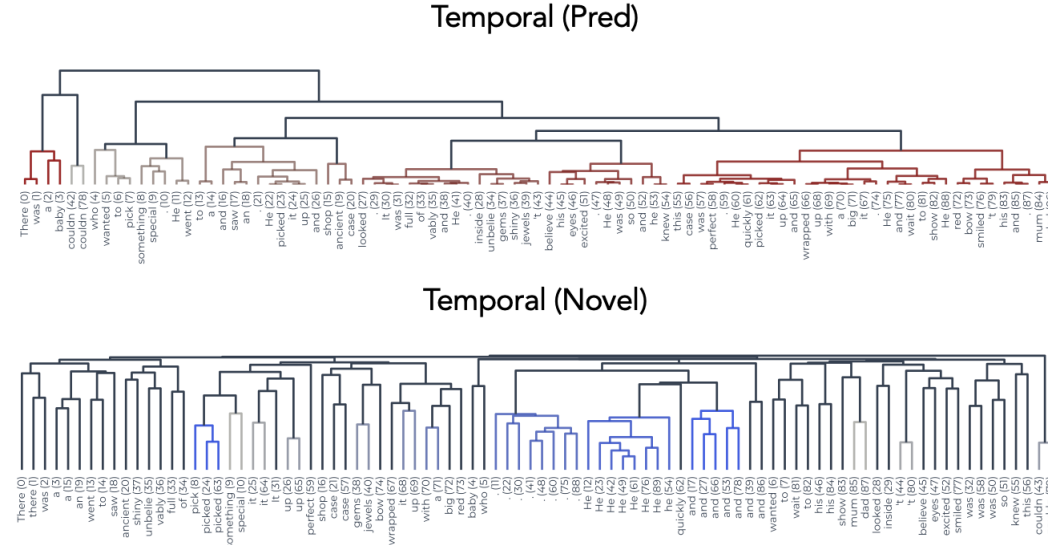 Temporal (Pred)
There (0)
was (1)
a (2)
baby (3)
couldn (42)
couldn (78)
who (4)
wanted (5)
to (6)
pick (7)
something (8)
special (9)
. (10)
He (11)
went (12)
to (13)
a (14)
and (16)
saw (17)
an (18)
. (21)
He (22)
picked (23)
it (24)
up (25)
and (26)
shop (15)
ancient (19)
case (20)
looked (27)
. (29)
It (30)
was (31)
full (32)
of (33)
vably (35)
and (38)
He (41)
. (40)
inside (28)
unbelie (34)
gems (37)
shiny (36)
jewels (39)
't (43)
believe (44)
his (45)
eyes (46)
excited (51)
. (47)
He (48)
was (49)
so (50)
and (52)
he (53)
knew (54)
this (55)
case (56)
was (57)
perfect (58)
. (59)
He (60)
quickly (61)
picked (62)
it (63)
up (64)
and (65)
wrapped (66)
up (68)
with (69)
a (70)
big (71)
it (67)
. (74)
He (75)
and (77)
wait (80)
to (81)
show (82)
He (88)
red (72)
bow (73)
smiled (76)
. (79)
his (83)
and (85)
. (87)
mum (84)
Temporal (Novel)
There (0)
there (1)
was (2)
a (3)
a (15)
an (19)
went (13)
to (14)
saw (18)
ancient (20)
shiny (37)
unbelie (35)
vably (36)
full (33)
of (34)
pick (8)
picked (24)
picked (63)
omething (9)
special (10)
it (25)
it (64)
It (31)
up (26)
up (65)
perfect (59)
shop (16)
case (21)
case (57)
gems (38)
jewels (40)
bow (74)
wrapped (67)
it (68)
up (69)
with (70)
a (71)
big (72)
red (73)
baby (4)
who (5)
. (11)
. (22)
. (30)
. (41)
. (48)
. (60)
. (75)
. (88)
He (12)
He (23)
He (42)
He (49)
He (61)
He (76)
He (89)
he (54)
quickly (62)
and (17)
and (27)
and (66)
and (53)
and (78)
and (39)
and (86)
wanted (6)
to (7)
wait (81)
to (82)
his (46)
his (84)
show (83)
mum (85)
dad (87)
looked (28)
inside (29)
't (44)
't (80)
believe (45)
eyes (47)
excited (52)
smiled (77)
was (32)
was (58)
was (50)
so (51)
knew (55)
this (56)
couldn (43)